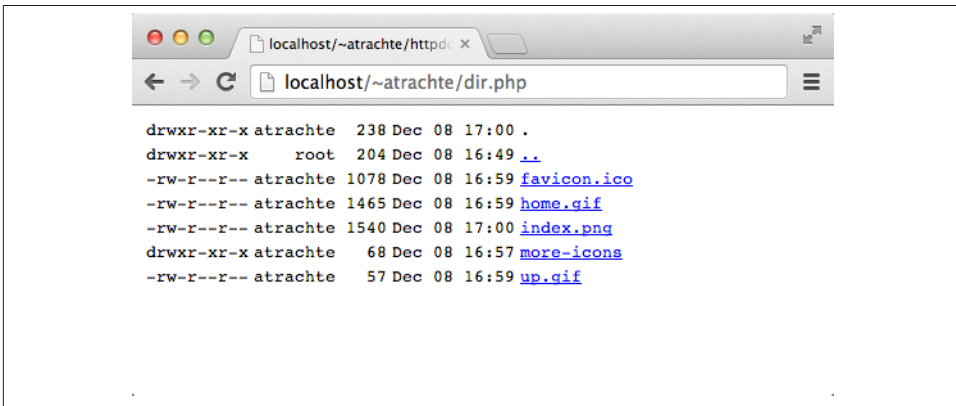 localhost/~atrachte/httpdc ×
localhost/~atrachte/dir.php
drwxr-xr-x atrachte 238 Dec 08 17:00 .
drwxr-xr-x root 204 Dec 08 16:49 ..
-rw-r--r-- atrachte 1078 Dec 08 16:59 favicon.ico
-rw-r--r-- atrachte 1465 Dec 08 16:59 home.gif
-rw-r--r-- atrachte 1540 Dec 08 17:00 index.png
drwxr-xr-x atrachte 68 Dec 08 16:57 more-icons
-rw-r--r-- atrachte 57 Dec 08 16:59 up.gif